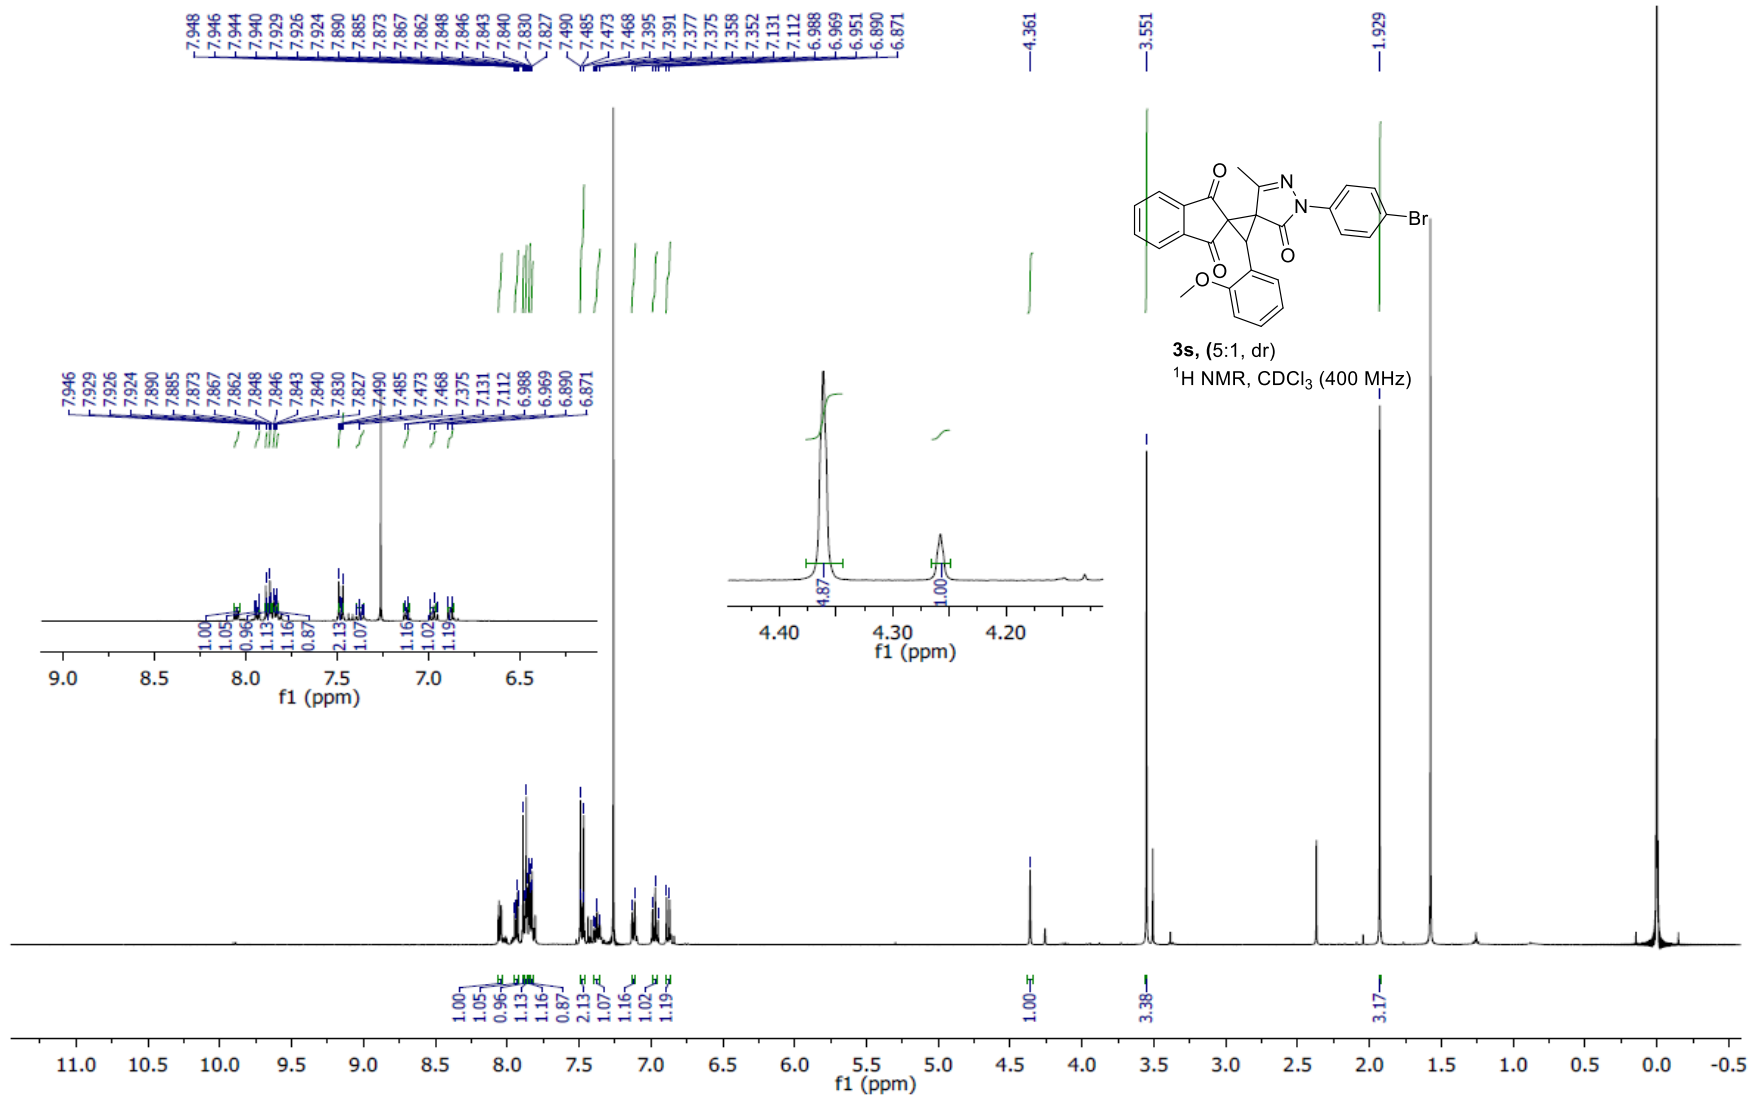 7.948 7.946 7.944 7.940 7.929 7.926 7.924 7.890 7.885 7.873 7.867 7.862 7.848 7.846 7.843 7.840 7.830 7.827 7.490 7.485 7.473 7.468 7.395 7.391 7.377 7.375 7.358 7.352 7.131 7.112 6.988 6.969 6.951 6.890 6.871
4.361
3.551
1.929
O
N
N
Br
O
O
O
3s, (5:1, dr)
¹H NMR, CDCl₃ (400 MHz)
7.946 7.929 7.926 7.924 7.890 7.885 7.873 7.867 7.862 7.848 7.846 7.843 7.840 7.830 7.827 7.490 7.485 7.473 7.468 7.375 7.131 7.112 6.988 6.969 6.890 6.871
1.00 1.05 0.96 1.13 1.16 0.87 2.13 1.07 1.16 1.02 1.19
9.0 8.5 8.0 7.5 7.0 6.5
f1 (ppm)
4.87 1.00
4.40 4.30 4.20
f1 (ppm)
1.00 1.05 0.96 1.13 1.16 0.87 2.13 1.07 1.16 1.02 1.19 1.00 3.38 3.17
11.0 10.5 10.0 9.5 9.0 8.5 8.0 7.5 7.0 6.5 6.0 5.5 5.0 4.5 4.0 3.5 3.0 2.5 2.0 1.5 1.0 0.5 0.0 -0.5
f1 (ppm)